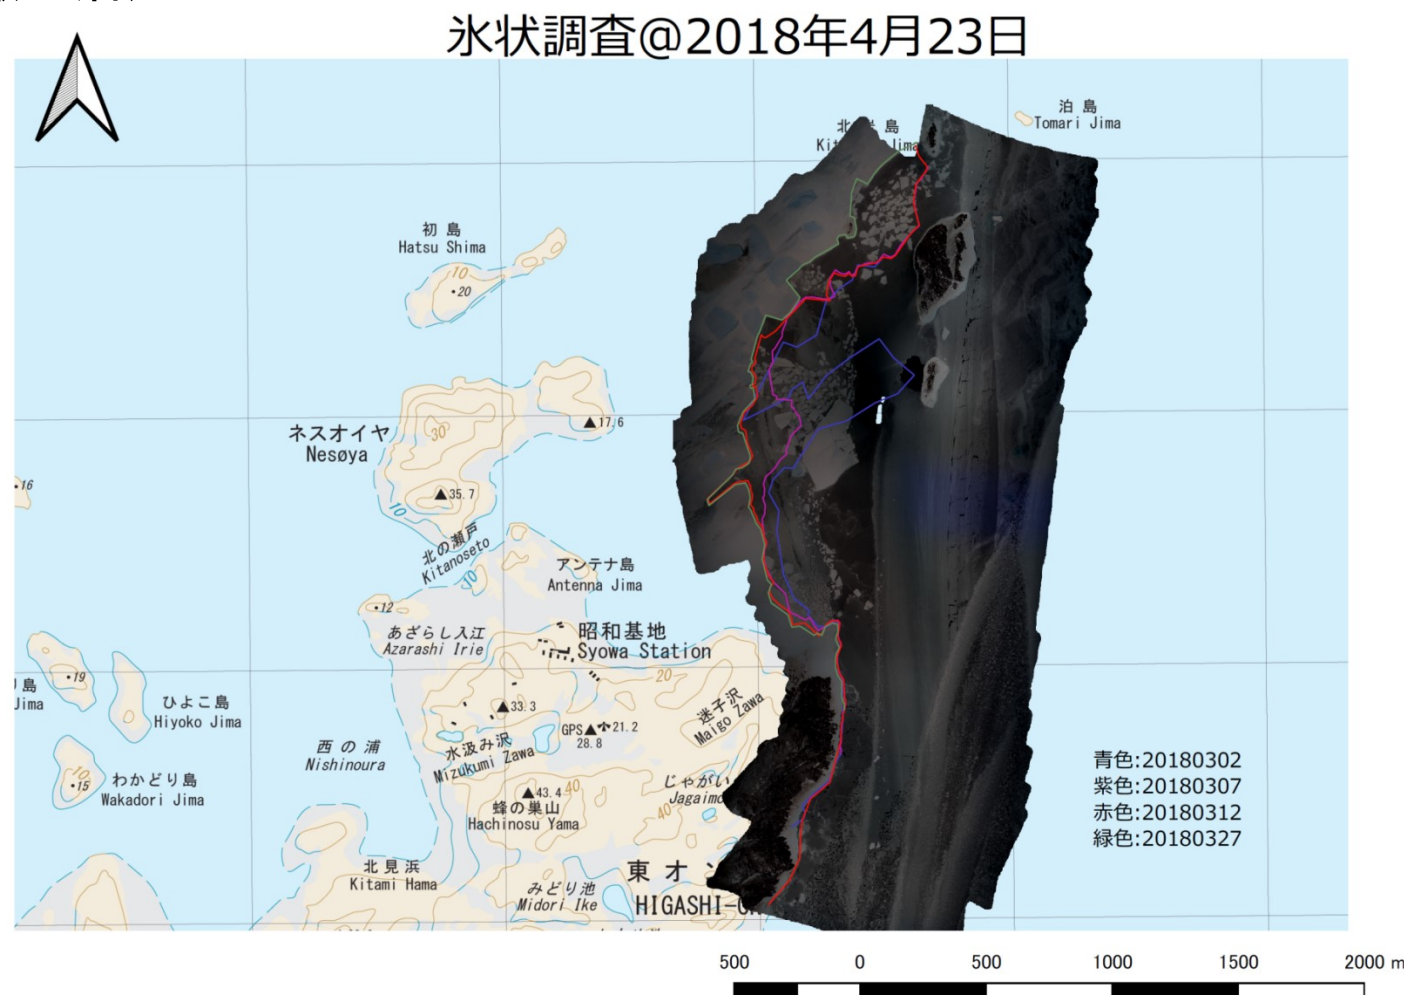 氷状調査@2018年4月23日
泊 島
Tomari Jima
島
Jima
初 島
Hatsu Shima
10
20
ネスオイヤ
Nesøya
30
17.6
16
35.7
10
北の瀬戸
Kitanoseto
10
アンテナ島
Antenna Jima
12
あざらし入江
Azarashi Irie
昭和基地
Syowa Station
20
19
島
Jima
ひよこ島
Hiyoko Jima
33.3
迷子沢
Maigo Zawa
GPS
21.2
28.8
西の浦
Nishinoura
水汲み沢
Mizukumi Zawa
10
15
わかどり島
Wakadori Jima
43.4
40
蜂の巣山
Hachinosu Yama
じゃがい
Jagaimo
40
青色:20180302
紫色:20180307
赤色:20180312
緑色:20180327
北見浜
Kitami Hama
みどり池
Midori Ike
東 オ
HIGASHI-
500 0 500 1000 1500 2000 m